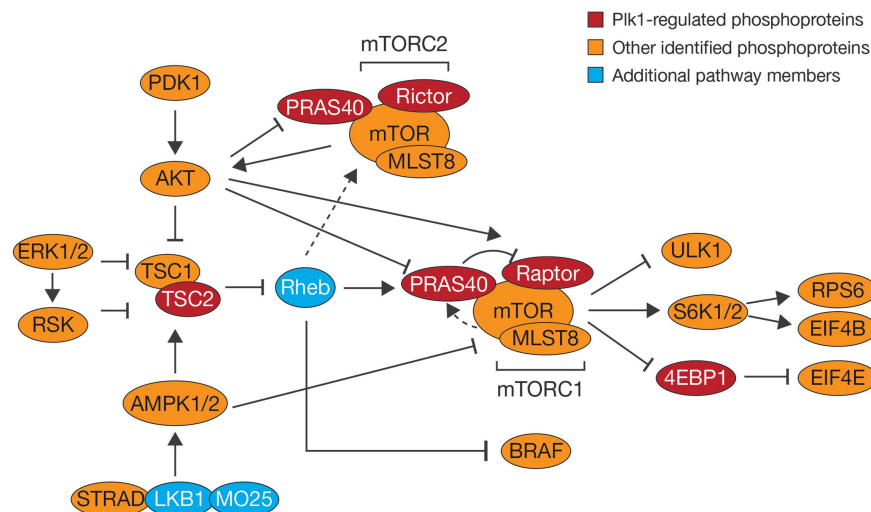 Plk1-regulated phosphoproteins
Other identified phosphoproteins
Additional pathway members
mTORC2
PDK1
PRAS40
Rictor
mTOR
MLST8
AKT
ERK1/2
TSC1
TSC2
RSK
Rheb
PRAS40
Raptor
mTOR
MLST8
mTORC1
ULK1
S6K1/2
RPS6
EIF4B
4EBP1
EIF4E
AMPK1/2
BRAF
STRAD
LKB1
MO25